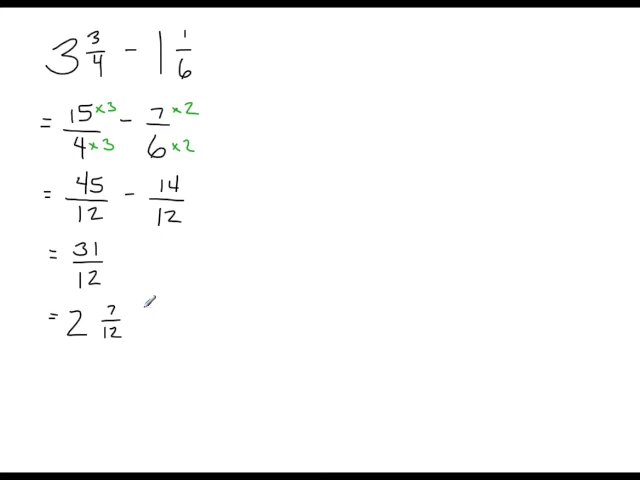 3 3/4 - 1 1/6
= 15×3/4×3 - 7×2/6×2
= 45/12 - 14/12
= 31/12
= 2 7/12